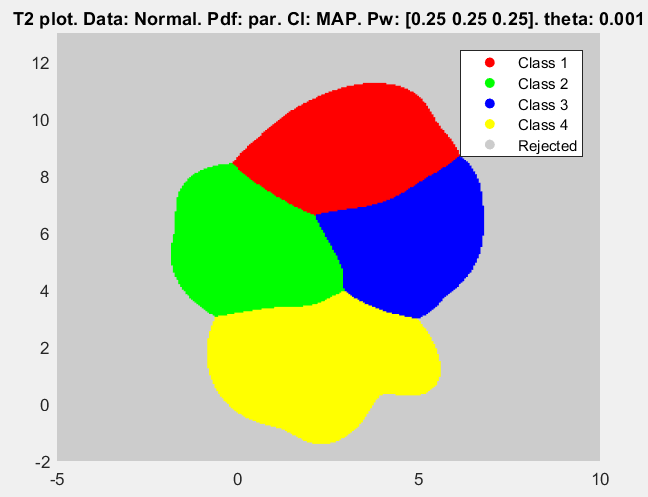 T2 plot. Data: Normal. Pdf: par. Cl: MAP. Pw: [0.25 0.25 0.25]. theta: 0.001
Class 1
Class 2
Class 3
Class 4
Rejected
12
10
8
6
4
2
0
-2
-5 0 5 10